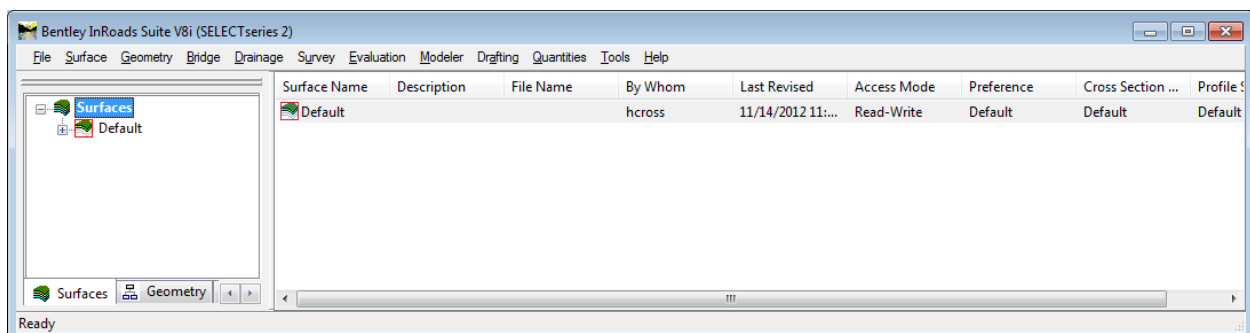 Bentley InRoads Suite V8i (SELECTseries 2)
File Surface Geometry Bridge Drainage Survey Evaluation Modeler Drafting Quantities Tools Help
Surface Name Description File Name By Whom Last Revised Access Mode Preference Cross Section ... Profile S
Surfaces
Default
Default hcross 11/14/2012 11:... Read-Write Default Default Default
Surfaces Geometry
Ready